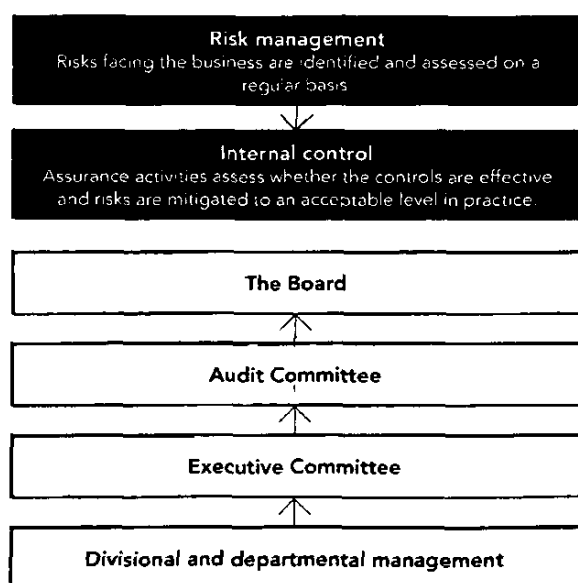 Risk management
Risks facing the business are identified and assessed on a
regular basis
Internal control
Assurance activities assess whether the controls are effective
and risks are mitigated to an acceptable level in practice.
The Board
Audit Committee
Executive Committee
Divisional and departmental management